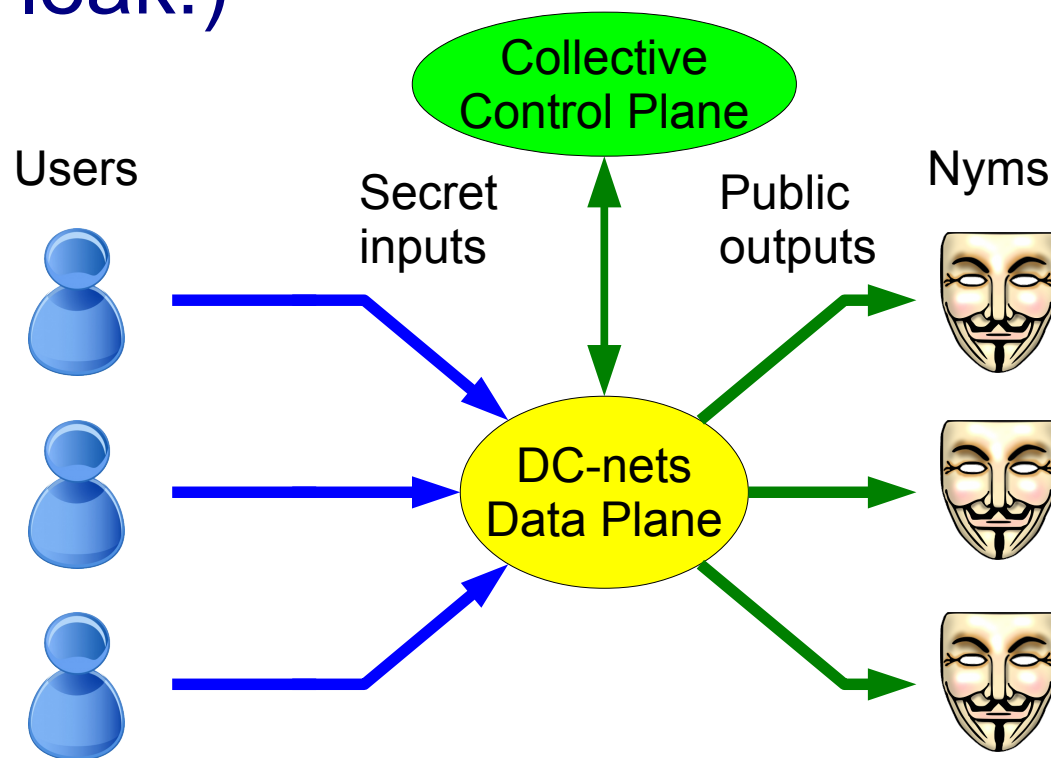 Collective
Control Plane
Users
Secret
inputs
Public
outputs
Nyms
DC-nets
Data Plane